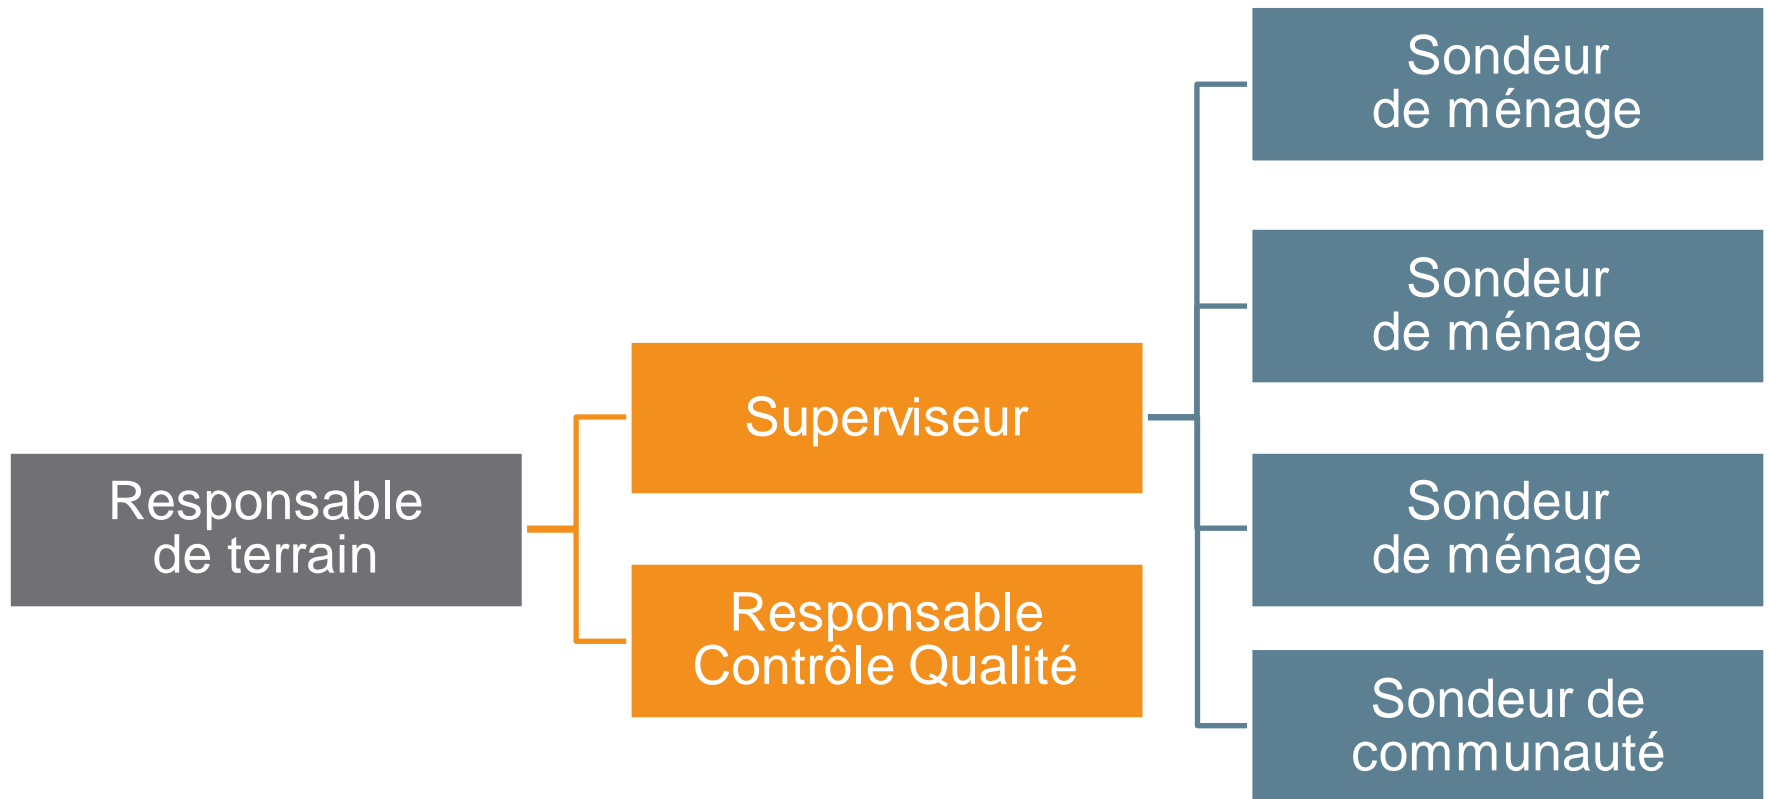 Responsable
de terrain
Superviseur
Responsable
Contrôle Qualité
Sondeur
de ménage
Sondeur
de ménage
Sondeur
de ménage
Sondeur de
communauté